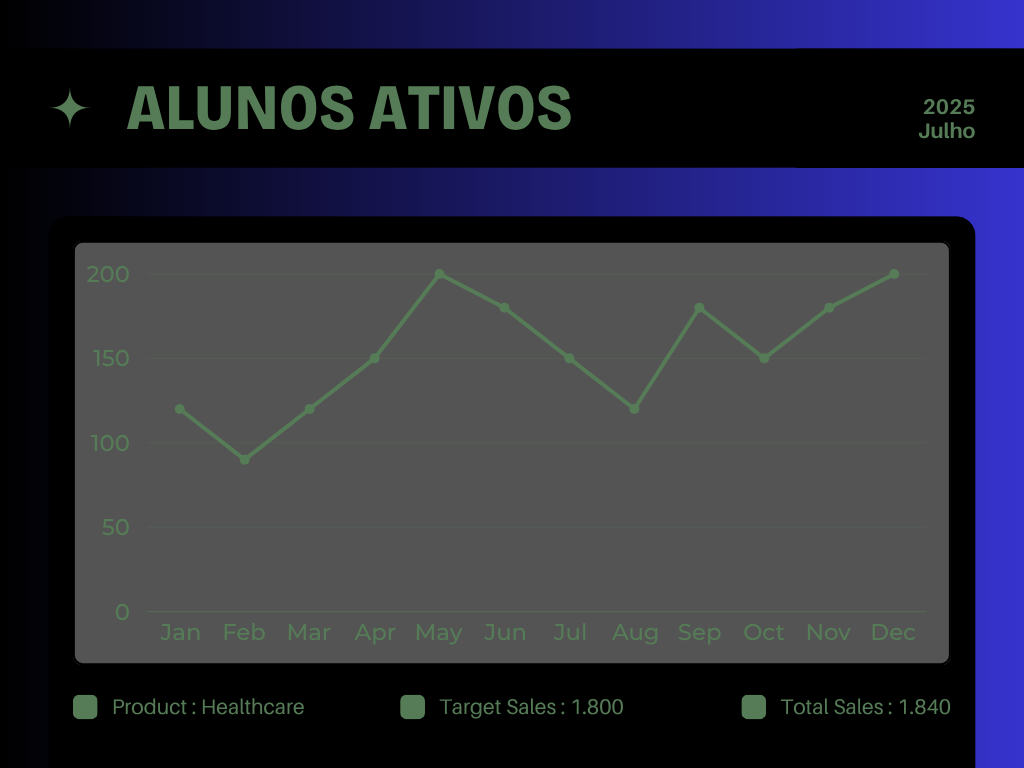 ALUNOS ATIVOS
2025
Julho
200
150
100
50
0
Jan Feb Mar Apr May Jun Jul Aug Sep Oct Nov Dec
Product : Healthcare
Target Sales : 1.800
Total Sales : 1.840